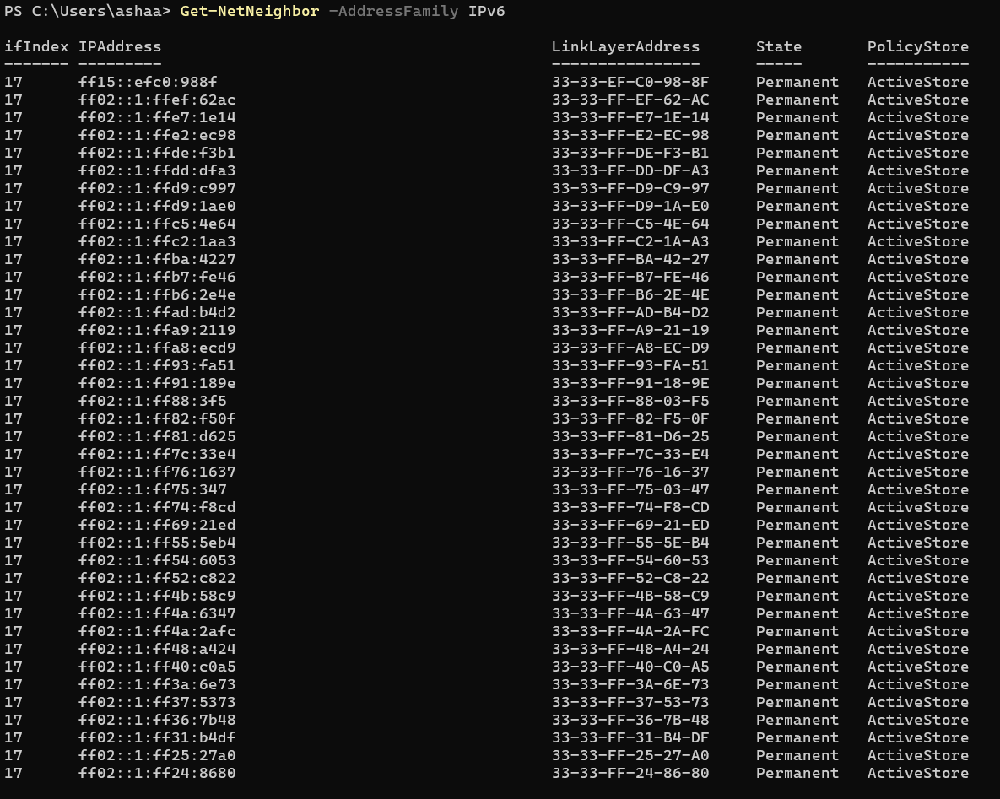 PS C:\Users\ashaa> Get-NetNeighbor -AddressFamily IPv6
ifIndex IPAddress LinkLayerAddress State PolicyStore
------- --------- ---------------- ----- -----------
17 ff15::efc0:988f 33-33-EF-C0-98-8F Permanent ActiveStore
17 ff02::1:ffef:62ac 33-33-FF-EF-62-AC Permanent ActiveStore
17 ff02::1:ffe7:1e14 33-33-FF-E7-1E-14 Permanent ActiveStore
17 ff02::1:ffe2:ec98 33-33-FF-E2-EC-98 Permanent ActiveStore
17 ff02::1:ffde:f3b1 33-33-FF-DE-F3-B1 Permanent ActiveStore
17 ff02::1:ffdd:dfa3 33-33-FF-DD-DF-A3 Permanent ActiveStore
17 ff02::1:ffd9:c997 33-33-FF-D9-C9-97 Permanent ActiveStore
17 ff02::1:ffd9:1ae0 33-33-FF-D9-1A-E0 Permanent ActiveStore
17 ff02::1:ffc5:4e64 33-33-FF-C5-4E-64 Permanent ActiveStore
17 ff02::1:ffc2:1aa3 33-33-FF-C2-1A-A3 Permanent ActiveStore
17 ff02::1:ffba:4227 33-33-FF-BA-42-27 Permanent ActiveStore
17 ff02::1:ffb7:fe46 33-33-FF-B7-FE-46 Permanent ActiveStore
17 ff02::1:ffb6:2e4e 33-33-FF-B6-2E-4E Permanent ActiveStore
17 ff02::1:ffad:b4d2 33-33-FF-AD-B4-D2 Permanent ActiveStore
17 ff02::1:ffa9:2119 33-33-FF-A9-21-19 Permanent ActiveStore
17 ff02::1:ffa8:ecd9 33-33-FF-A8-EC-D9 Permanent ActiveStore
17 ff02::1:ff93:fa51 33-33-FF-93-FA-51 Permanent ActiveStore
17 ff02::1:ff91:189e 33-33-FF-91-18-9E Permanent ActiveStore
17 ff02::1:ff88:3f5 33-33-FF-88-03-F5 Permanent ActiveStore
17 ff02::1:ff82:f50f 33-33-FF-82-F5-0F Permanent ActiveStore
17 ff02::1:ff81:d625 33-33-FF-81-D6-25 Permanent ActiveStore
17 ff02::1:ff7c:33e4 33-33-FF-7C-33-E4 Permanent ActiveStore
17 ff02::1:ff76:1637 33-33-FF-76-16-37 Permanent ActiveStore
17 ff02::1:ff75:347 33-33-FF-75-03-47 Permanent ActiveStore
17 ff02::1:ff74:f8cd 33-33-FF-74-F8-CD Permanent ActiveStore
17 ff02::1:ff69:21ed 33-33-FF-69-21-ED Permanent ActiveStore
17 ff02::1:ff55:5eb4 33-33-FF-55-5E-B4 Permanent ActiveStore
17 ff02::1:ff54:6053 33-33-FF-54-60-53 Permanent ActiveStore
17 ff02::1:ff52:c822 33-33-FF-52-C8-22 Permanent ActiveStore
17 ff02::1:ff4b:58c9 33-33-FF-4B-58-C9 Permanent ActiveStore
17 ff02::1:ff4a:6347 33-33-FF-4A-63-47 Permanent ActiveStore
17 ff02::1:ff4a:2afc 33-33-FF-4A-2A-FC Permanent ActiveStore
17 ff02::1:ff48:a424 33-33-FF-48-A4-24 Permanent ActiveStore
17 ff02::1:ff40:c0a5 33-33-FF-40-C0-A5 Permanent ActiveStore
17 ff02::1:ff3a:6e73 33-33-FF-3A-6E-73 Permanent ActiveStore
17 ff02::1:ff37:5373 33-33-FF-37-53-73 Permanent ActiveStore
17 ff02::1:ff36:7b48 33-33-FF-36-7B-48 Permanent ActiveStore
17 ff02::1:ff31:b4df 33-33-FF-31-B4-DF Permanent ActiveStore
17 ff02::1:ff25:27a0 33-33-FF-25-27-A0 Permanent ActiveStore
17 ff02::1:ff24:8680 33-33-FF-24-86-80 Permanent ActiveStore